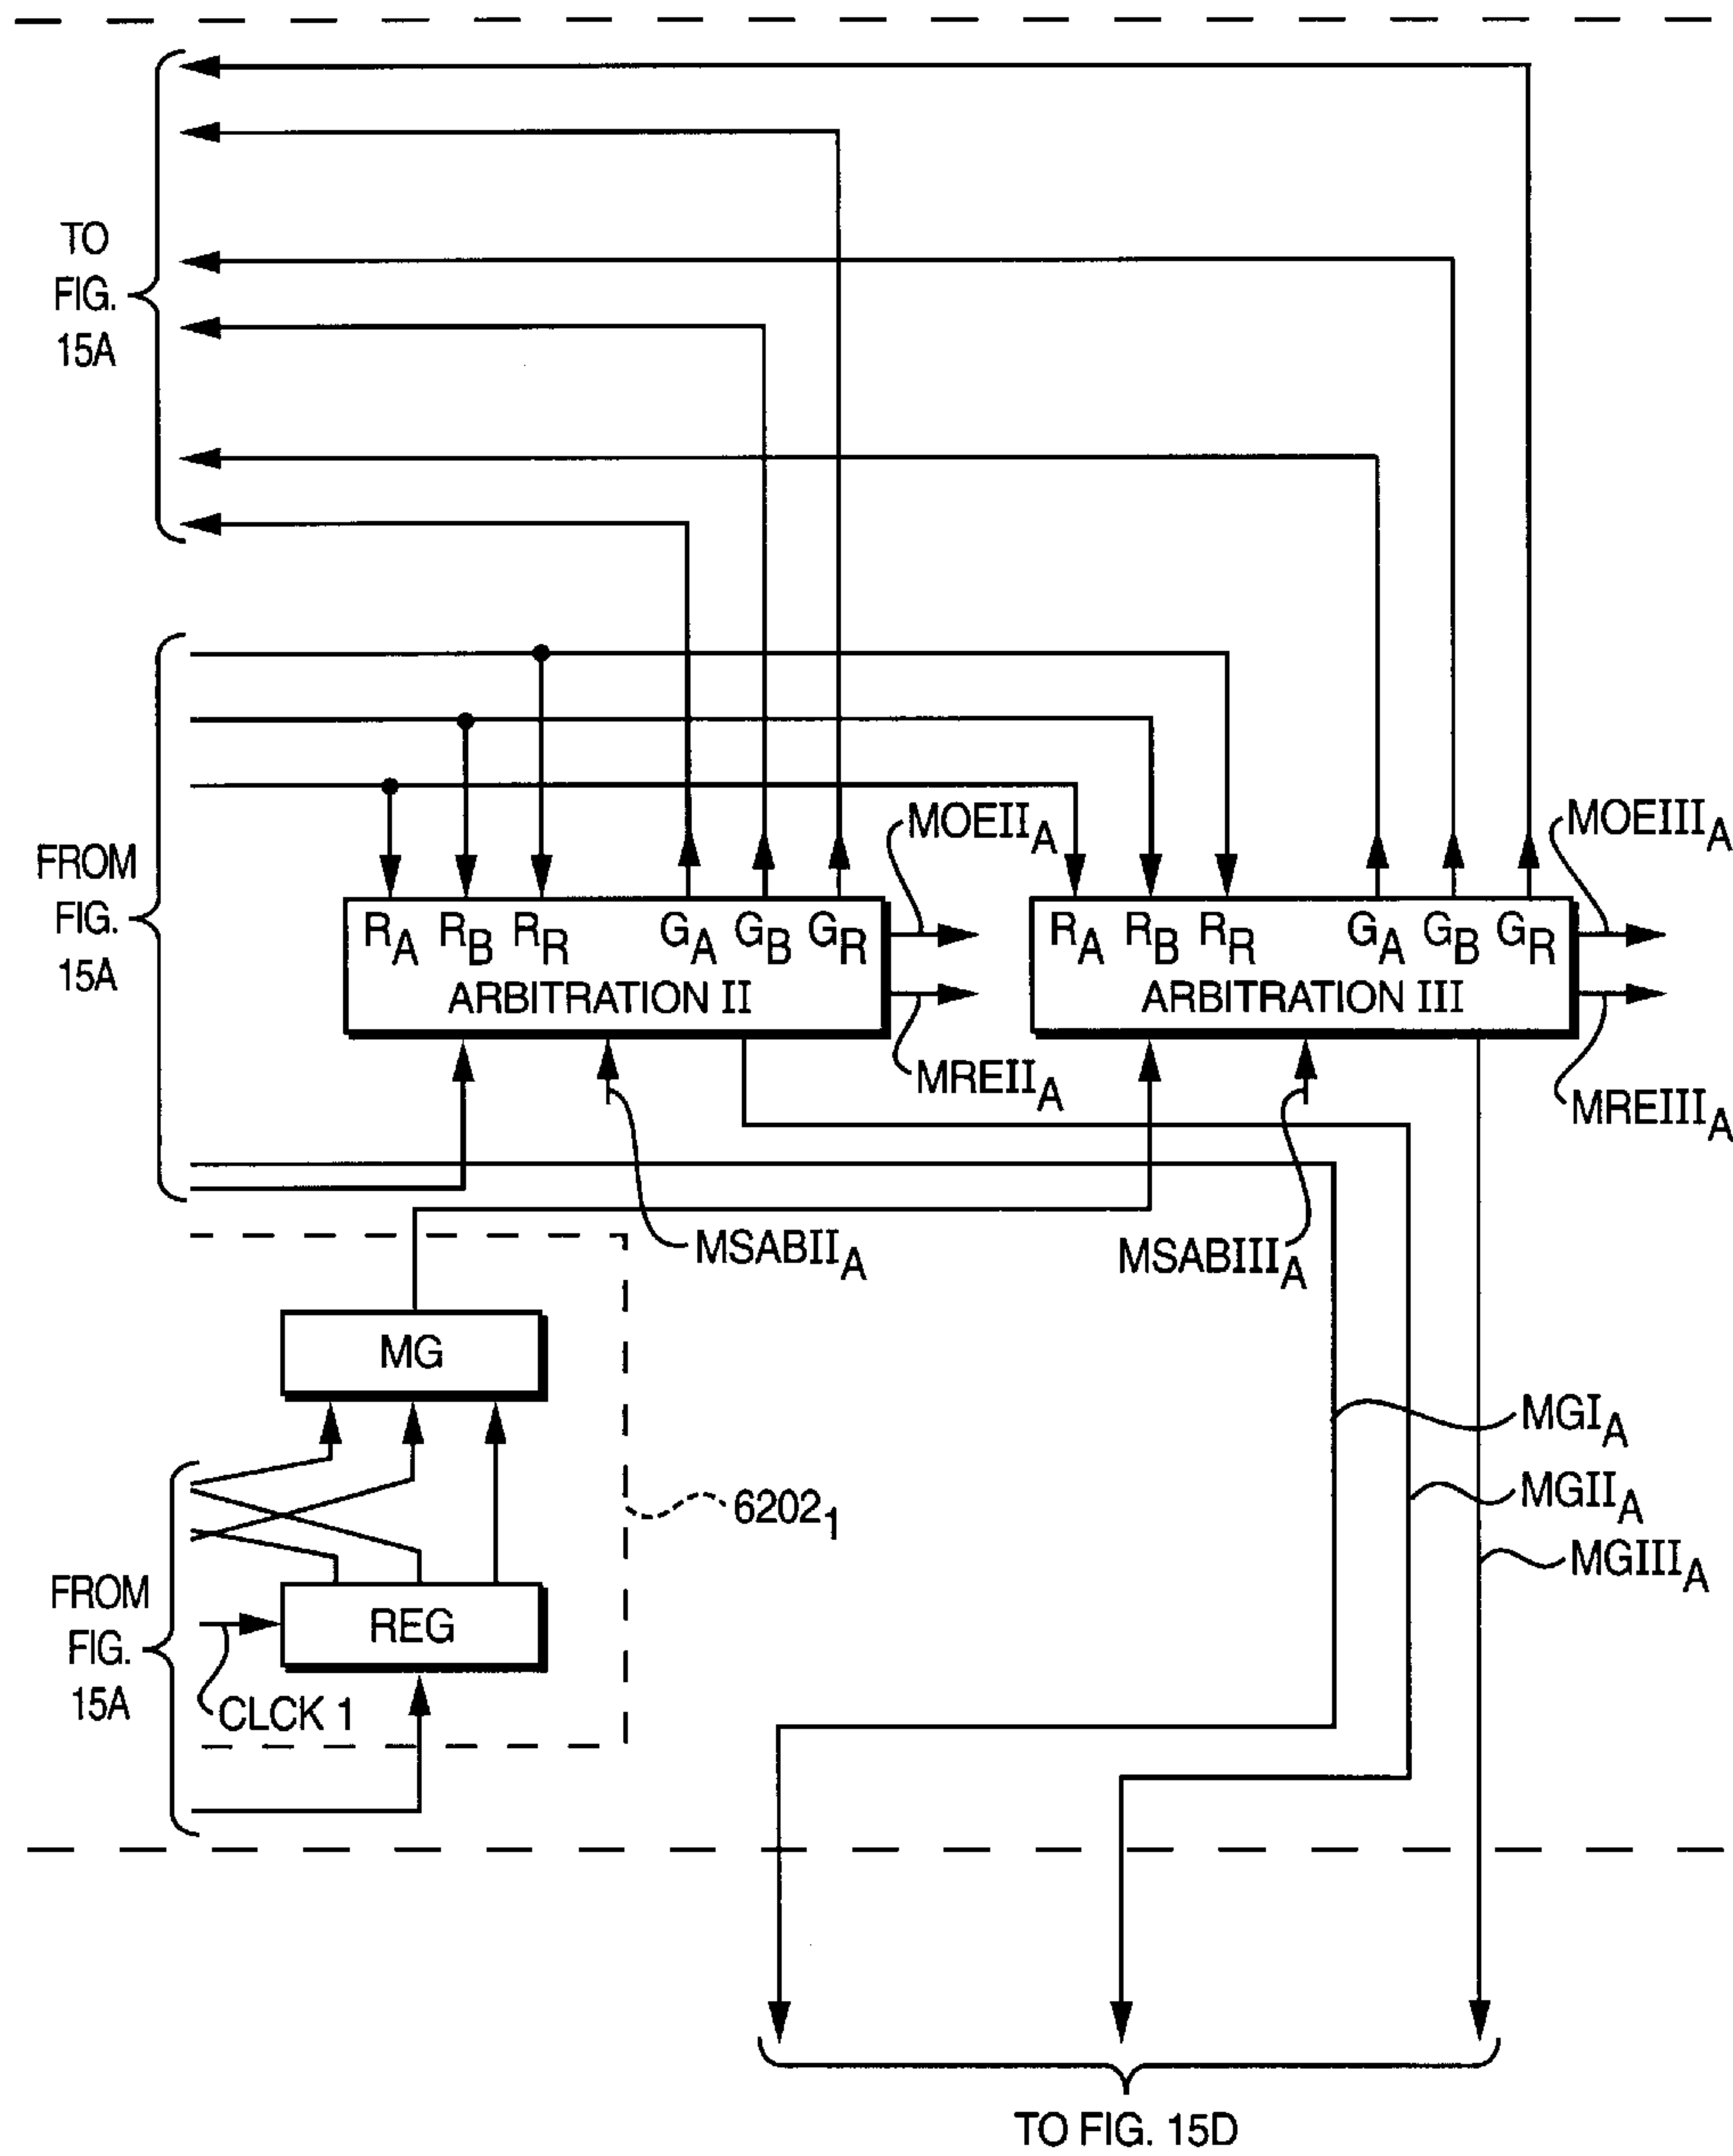 TO
FIG.
15A
FROM
FIG.
15A
MOEII_A
MOEIII_A
R_A R_B R_R G_A G_B G_R
ARBITRATION II
R_A R_B R_R G_A G_B G_R
ARBITRATION III
MREII_A
MREIII_A
MSABII_A
MSABIII_A
MG
MGI_A
MGII_A
MGIII_A
6202_1
FROM
FIG.
15A
REG
CLCK 1
TO FIG. 15D